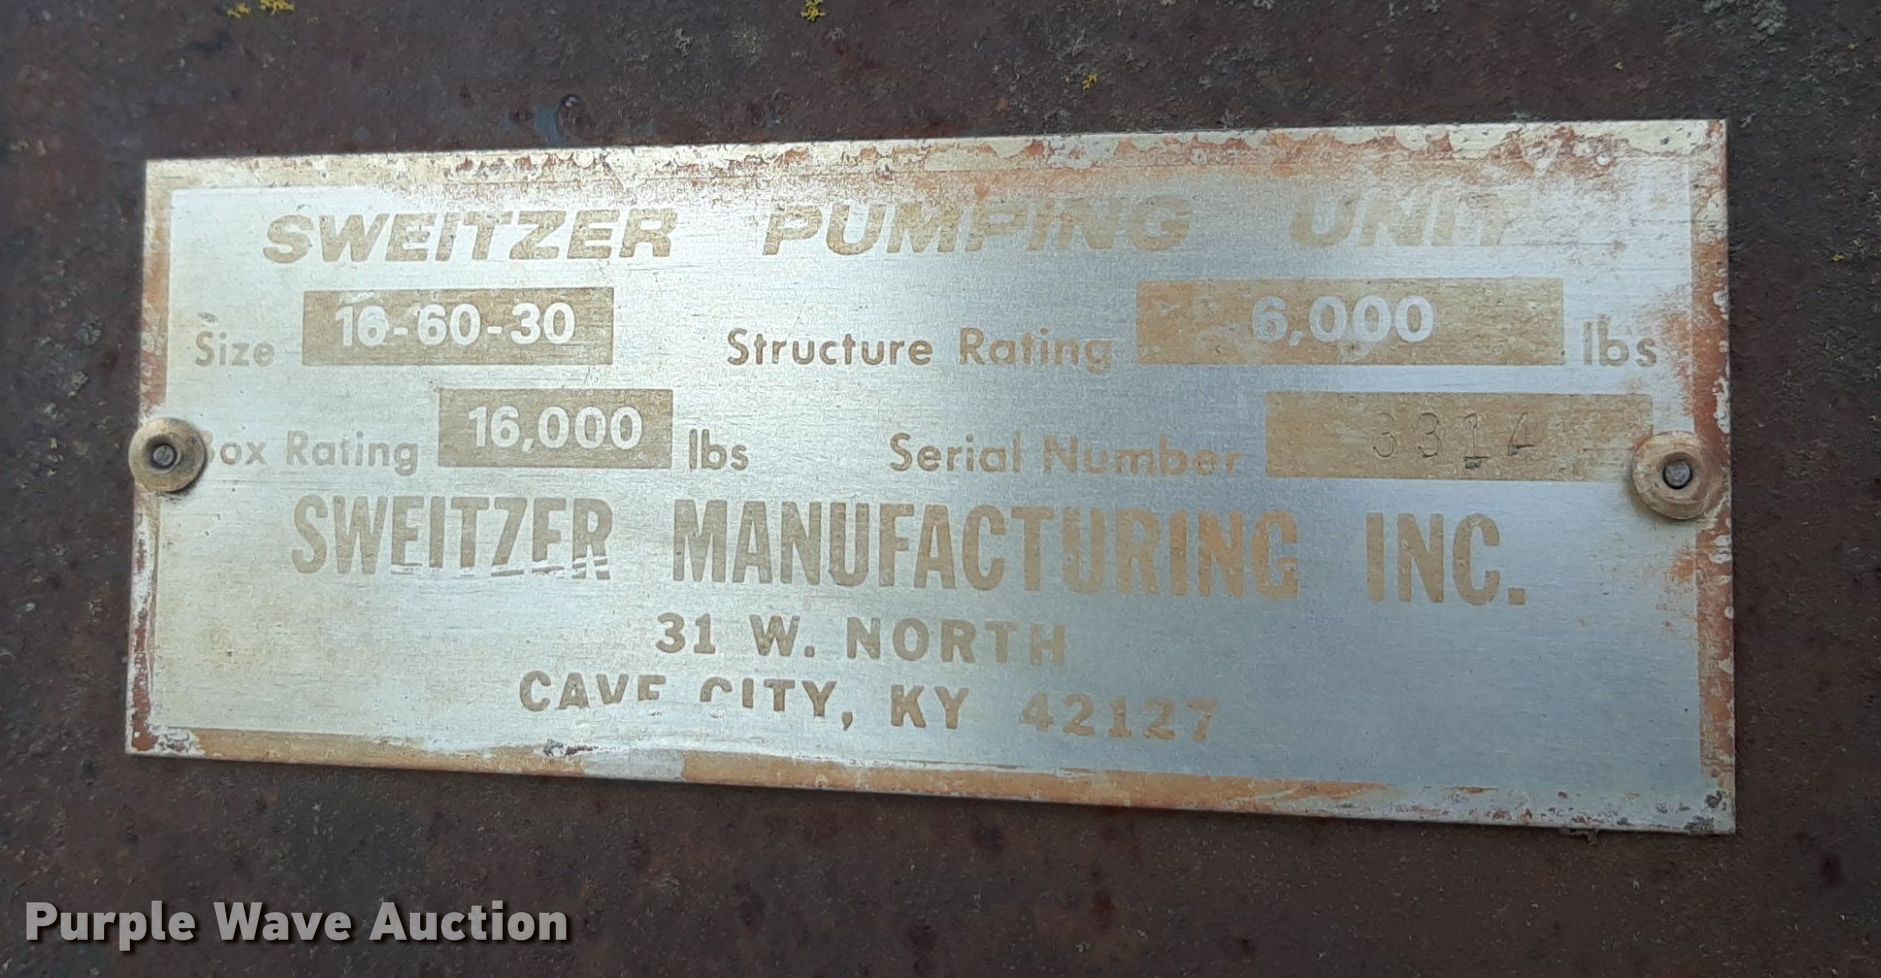 SWEITZER PUMPING UNIT
Size 16-60-30 Structure Rating 6,000 lbs
Box Rating 16,000 lbs Serial Number 3314
SWEITZER MANUFACTURING INC.
31 W. NORTH
CAVE CITY, KY 42127
Purple Wave Auction